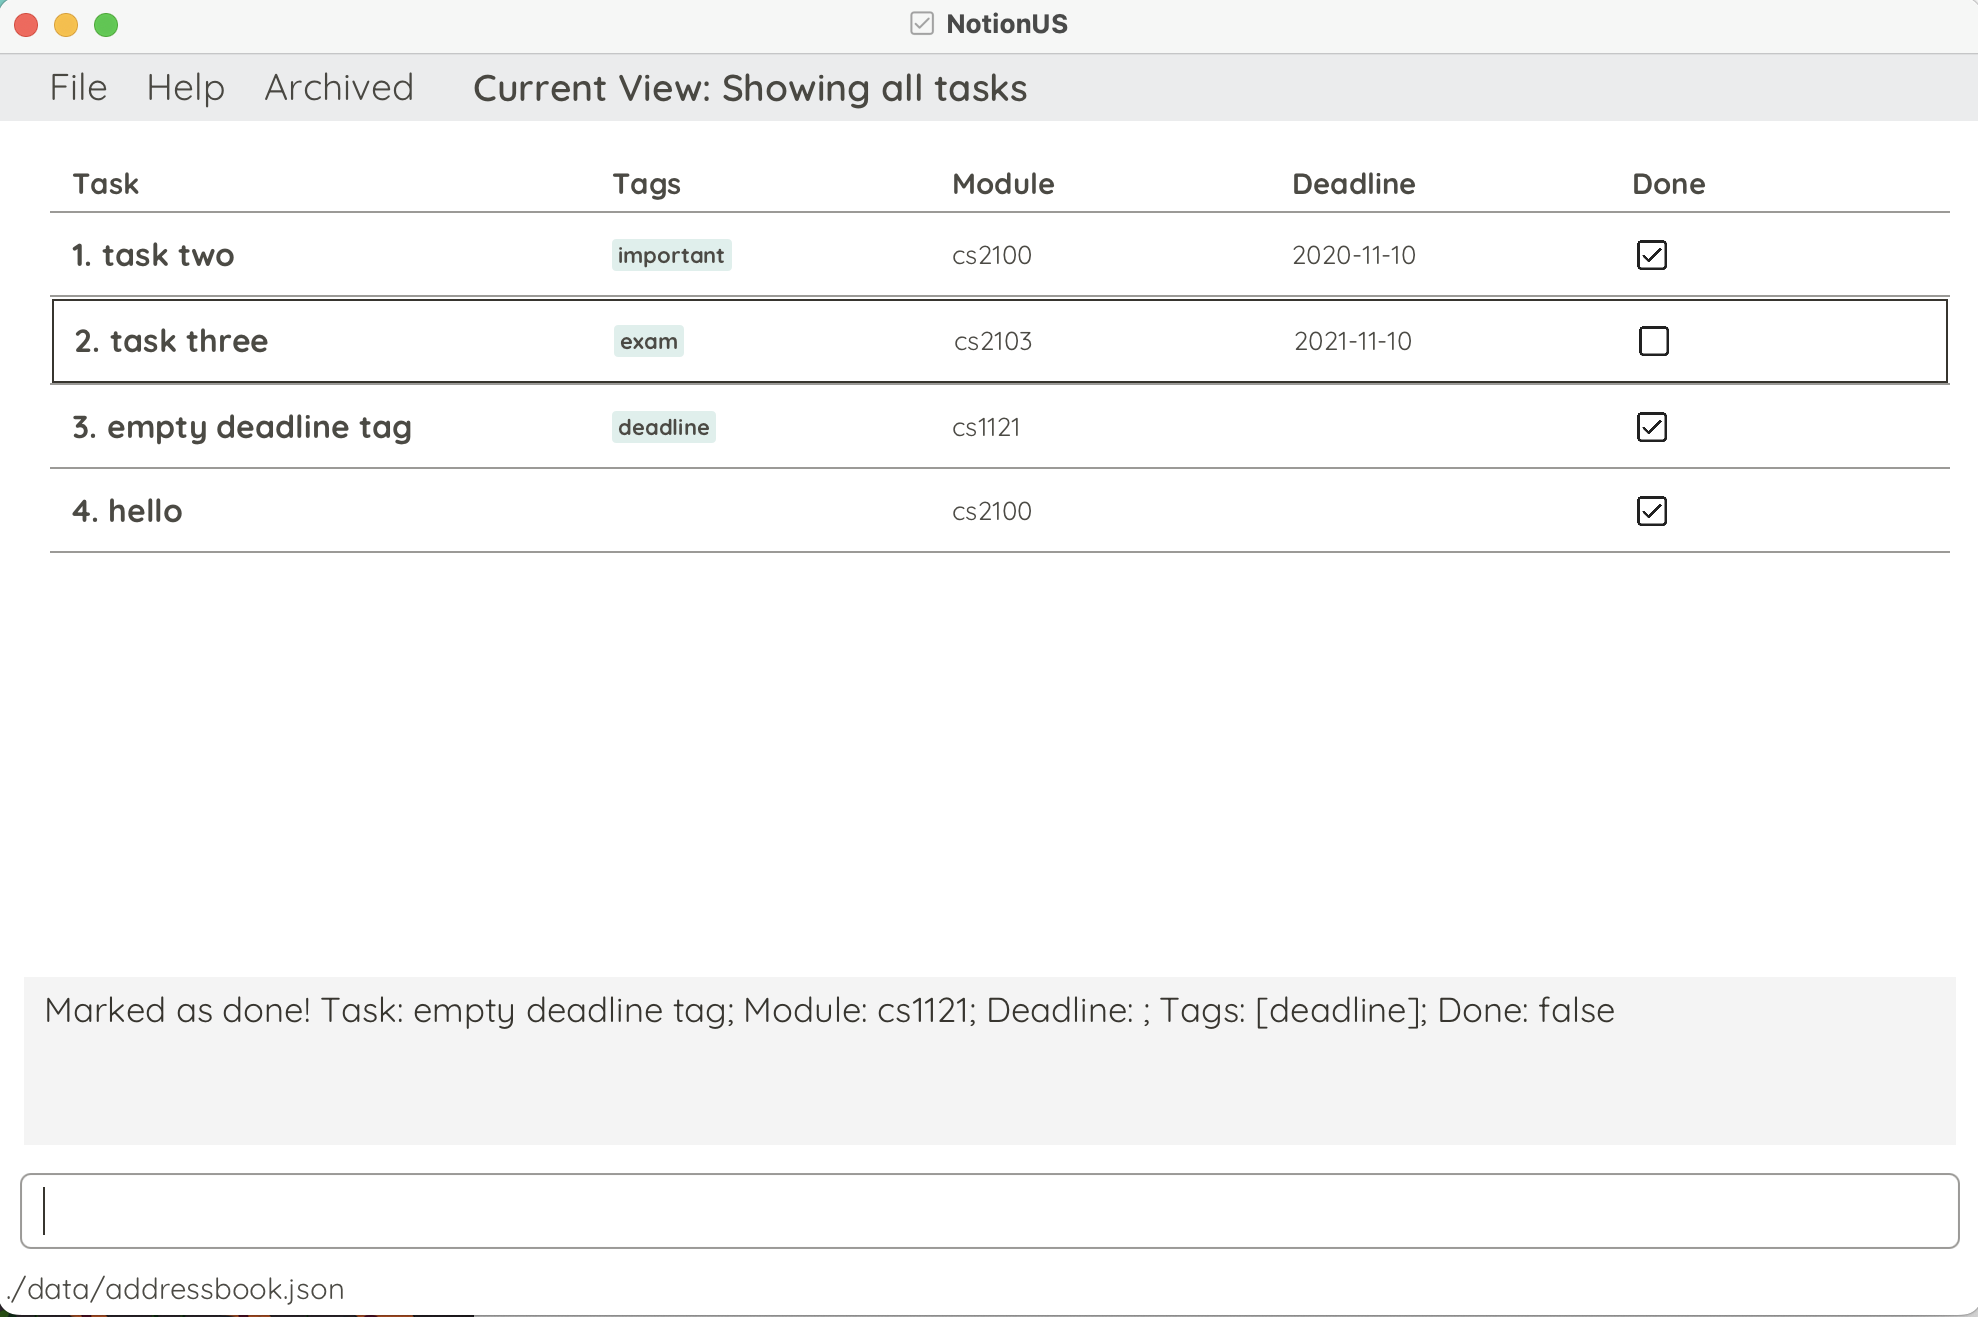 NotionUS
File Help Archived Current View: Showing all tasks
Task Tags Module Deadline Done
1. task two important cs2100 2020-11-10
2. task three exam cs2103 2021-11-10
3. empty deadline tag deadline cs1121
4. hello cs2100
Marked as done! Task: empty deadline tag; Module: cs1121; Deadline: ; Tags: [deadline]; Done: false
./data/addressbook.json